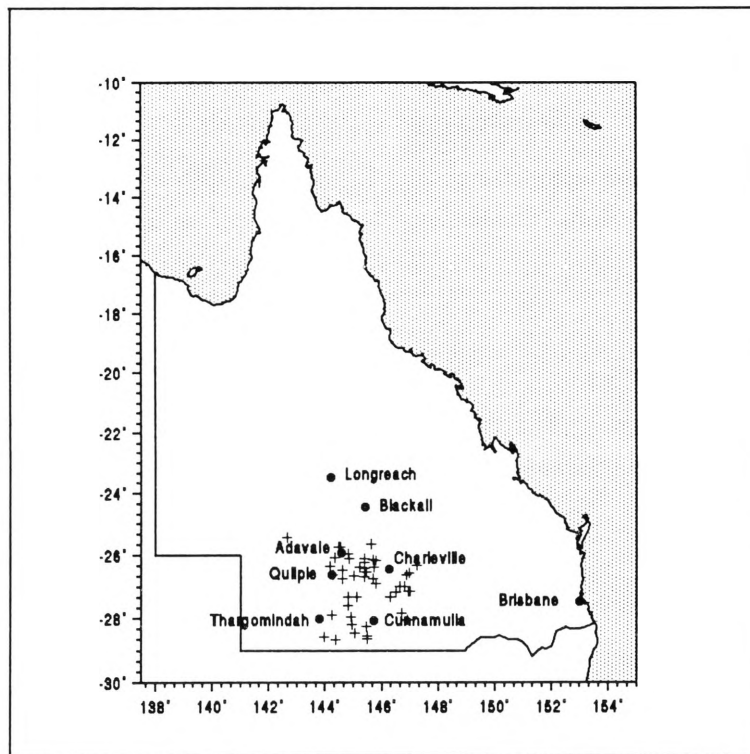 -10°
-12°
-14°
-16°
-18°
-20°
-22°
-24°
-26°
-28°
-30°
Longreach
Blackall
Adavale
Charleville
Quilpie
Brisbane
Thargomindah
Cunnamulla
138° 140° 142° 144° 146° 148° 150° 152° 154°